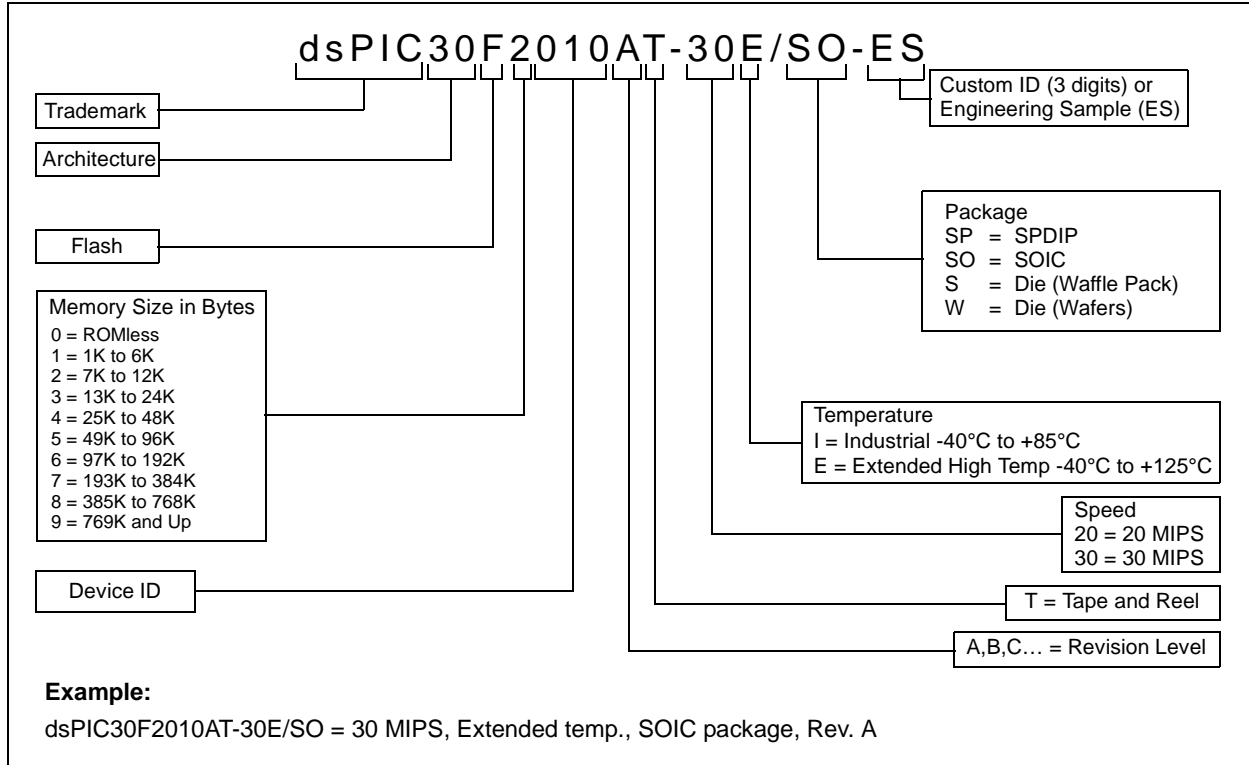 dsPIC30F2010AT-30E/SO-ES
Custom ID (3 digits) or
Engineering Sample (ES)
Trademark
Architecture
Flash
Package
SP = SPDIP
SO = SOIC
S = Die (Waffle Pack)
W = Die (Wafers)
Memory Size in Bytes
0 = ROMless
1 = 1K to 6K
2 = 7K to 12K
3 = 13K to 24K
4 = 25K to 48K
5 = 49K to 96K
6 = 97K to 192K
7 = 193K to 384K
8 = 385K to 768K
9 = 769K and Up
Temperature
I = Industrial -40°C to +85°C
E = Extended High Temp -40°C to +125°C
Speed
20 = 20 MIPS
30 = 30 MIPS
Device ID
T = Tape and Reel
A,B,C… = Revision Level
Example:
dsPIC30F2010AT-30E/SO = 30 MIPS, Extended temp., SOIC package, Rev. A